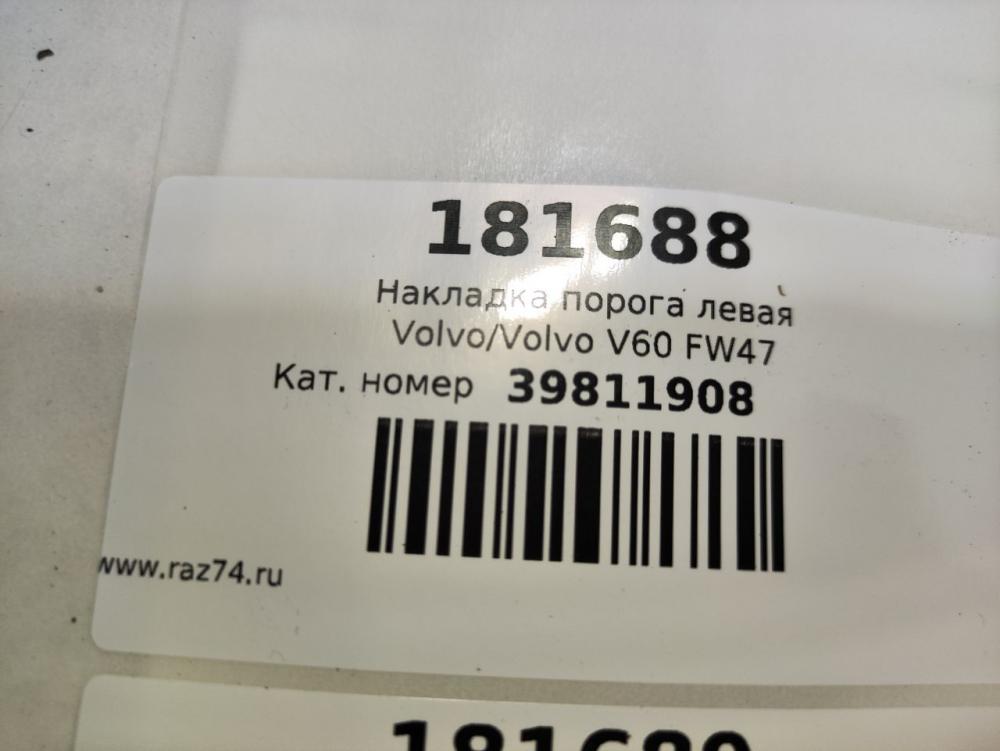 181688
Накладка порога левая
Volvo/Volvo V60 FW47
Кат. номер 39811908
www.raz74.ru